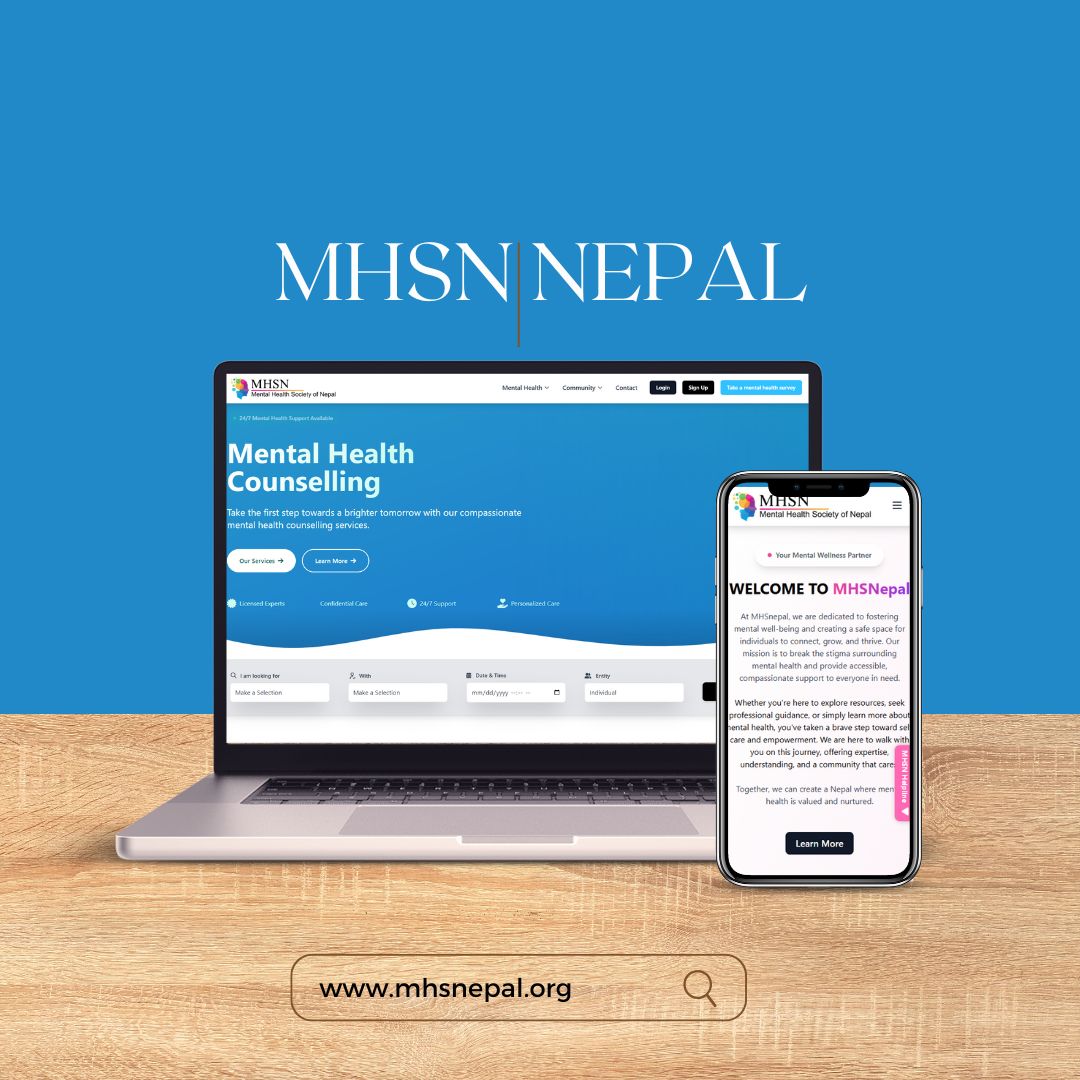 MHSN NEPAL
MHSN
Mental Health Society of Nepal
Mental Health
Community
Contact
Login
Sign Up
Take a mental health survey
24/7 Mental Health Support Available
Mental Health
Counselling
Take the first step towards a brighter tomorrow with our compassionate
mental health counselling services.
Our Services →
Learn More →
Licensed Experts
Confidential Care
24/7 Support
Personalized Care
I am looking for
With
Date & Time
Entity
Make a Selection
Make a Selection
mm/dd/yyyy --:-- --
Individual
MHSN
Mental Health Society of Nepal
Your Mental Wellness Partner
WELCOME TO MHSNepal
At MHSnepal, we are dedicated to fostering
mental well-being and creating a safe space for
individuals to connect, grow, and thrive. Our
mission is to break the stigma surrounding
mental health and provide accessible,
compassionate support to everyone in need.
Whether you're here to explore resources, seek
professional guidance, or simply learn more about
mental health, you've taken a brave step toward sel
care and empowerment. We are here to walk with
you on this journey, offering expertise,
understanding, and a community that cares
Together, we can create a Nepal where men
health is valued and nurtured.
MHSN Helpline
Learn More
www.mhsnepal.org